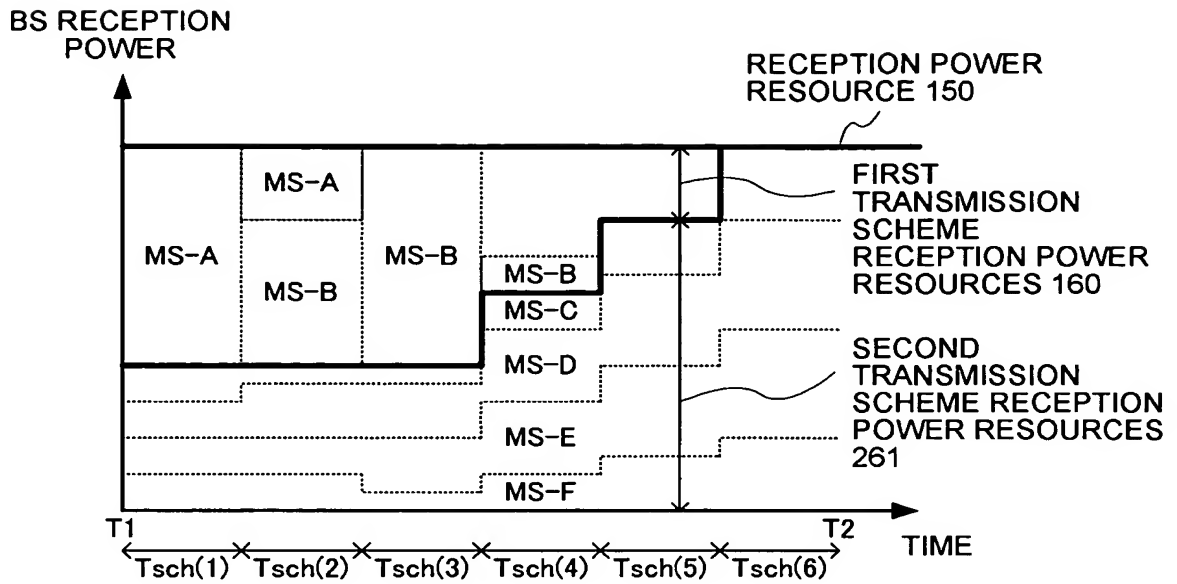 BS RECEPTION
POWER
RECEPTION POWER
RESOURCE 150
MS-A
MS-A
MS-B
MS-B
MS-B
MS-C
MS-D
MS-E
MS-F
FIRST
TRANSMISSION
SCHEME
RECEPTION POWER
RESOURCES 160
SECOND
TRANSMISSION
SCHEME RECEPTION
POWER RESOURCES
261
T1
T2
TIME
Tsch(1)
Tsch(2)
Tsch(3)
Tsch(4)
Tsch(5)
Tsch(6)